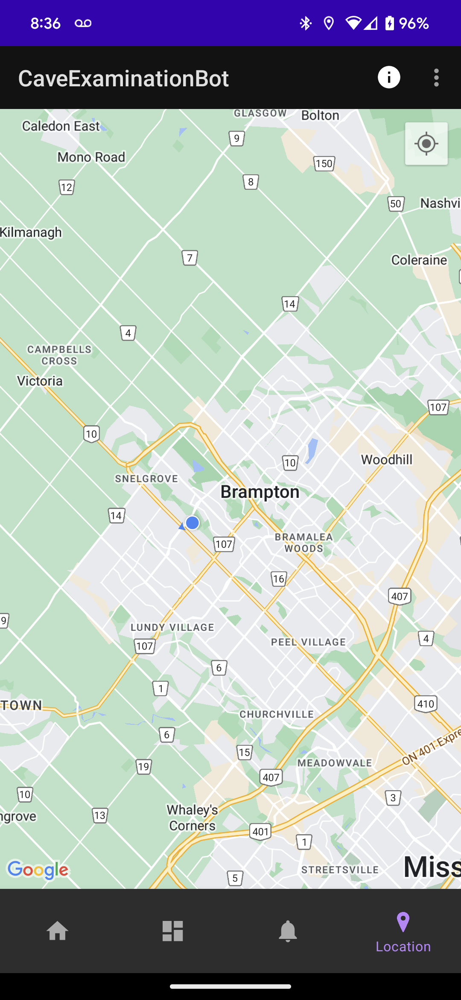 8:36
96%
CaveExaminationBot
GLASGOW
Bolton
Caledon East
9
Mono Road
150
8
12
50
Nashvi
Kilmanagh
7
Coleraine
14
4
CAMPBELLS
CROSS
Victoria
107
10
Woodhill
10
SNELGROVE
Brampton
14
BRAMALEA
WOODS
107
16
407
9
LUNDY VILLAGE
4
PEEL VILLAGE
107
6
1
TOWN
410
CHURCHVILLE
6
ON 401 Expre
15
MEADOWVALE
19
407
10
3
Whaley's
Corners
ngrove
13
401
1
Miss
Google
STREETSVILLE
5
Location